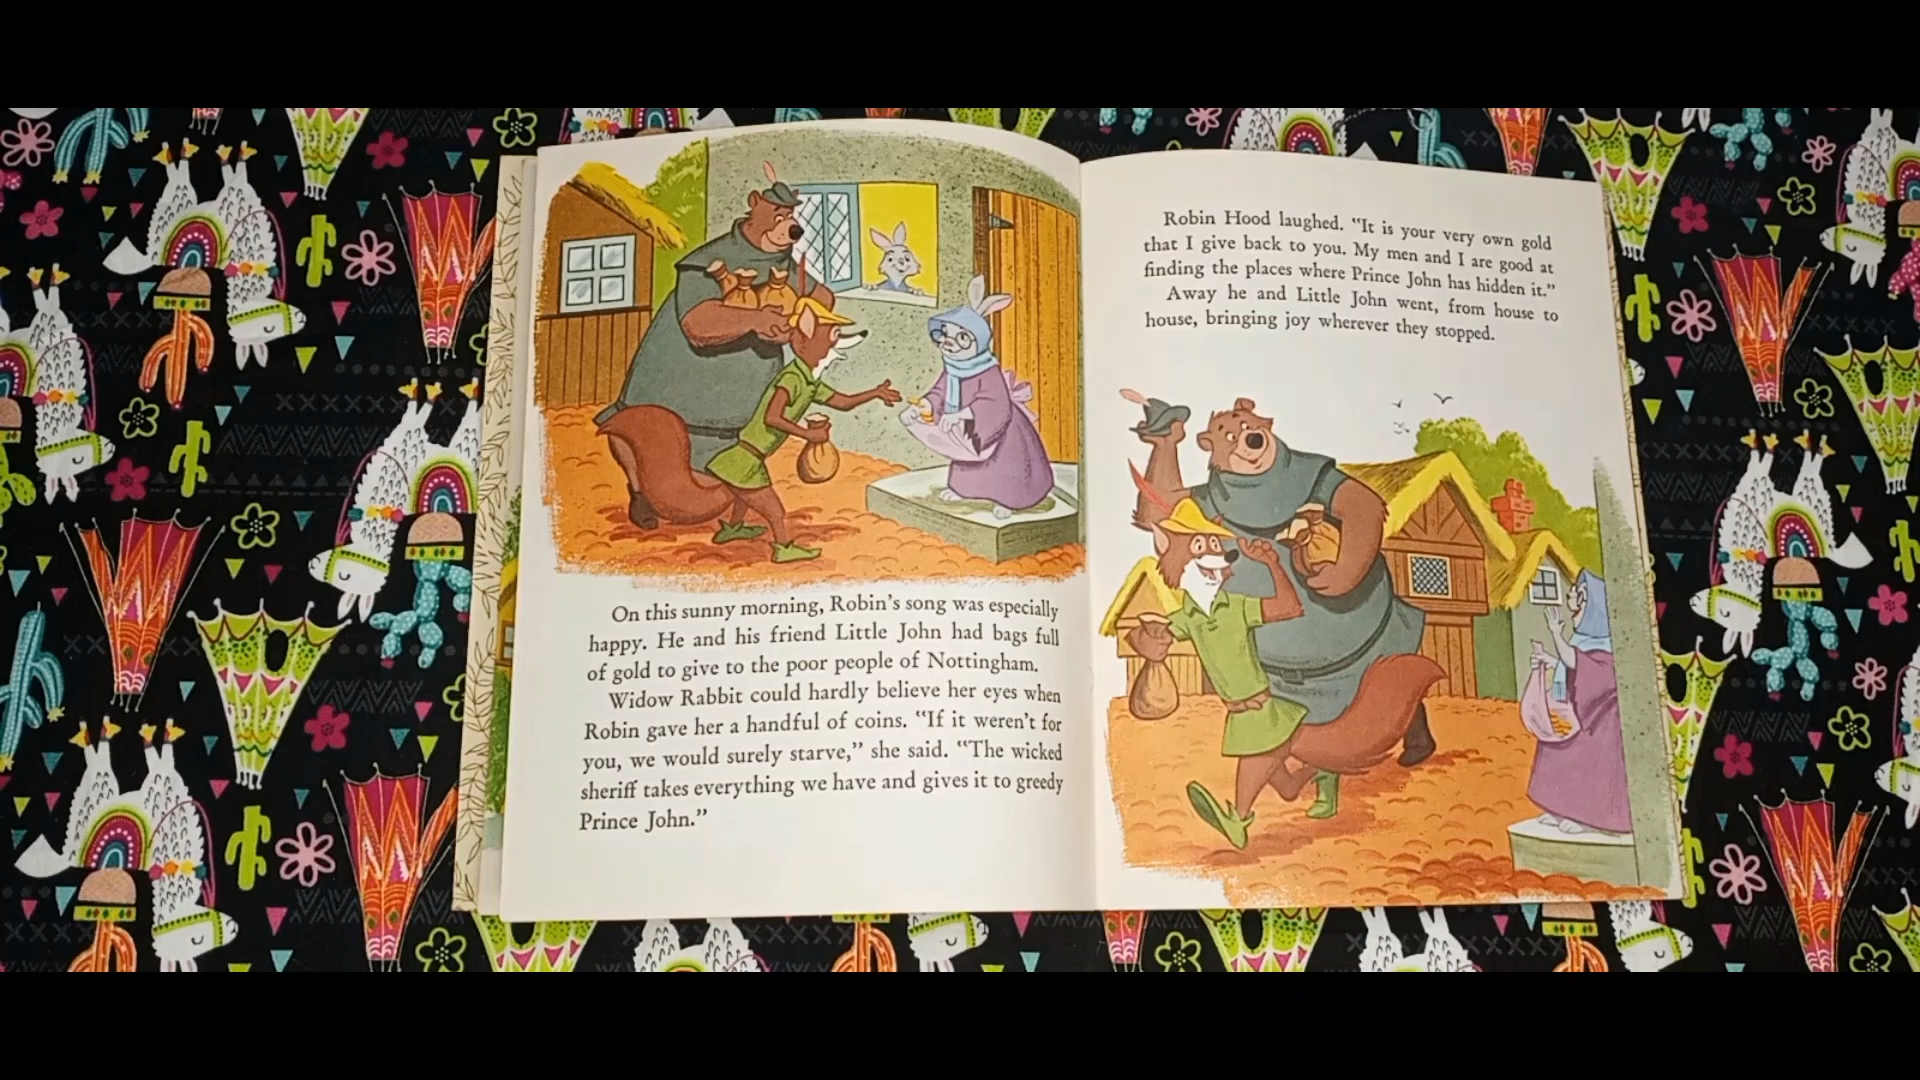 On this sunny morning, Robin's song was especially
happy. He and his friend Little John had bags full
of gold to give to the poor people of Nottingham.
Widow Rabbit could hardly believe her eyes when
Robin gave her a handful of coins. "If it weren't for
you, we would surely starve," she said. "The wicked
sheriff takes everything we have and gives it to greedy
Prince John."
Robin Hood laughed. "It is your very own gold
that I give back to you. My men and I are good at
finding the places where Prince John has hidden it."
Away he and Little John went, from house to
house, bringing joy wherever they stopped.